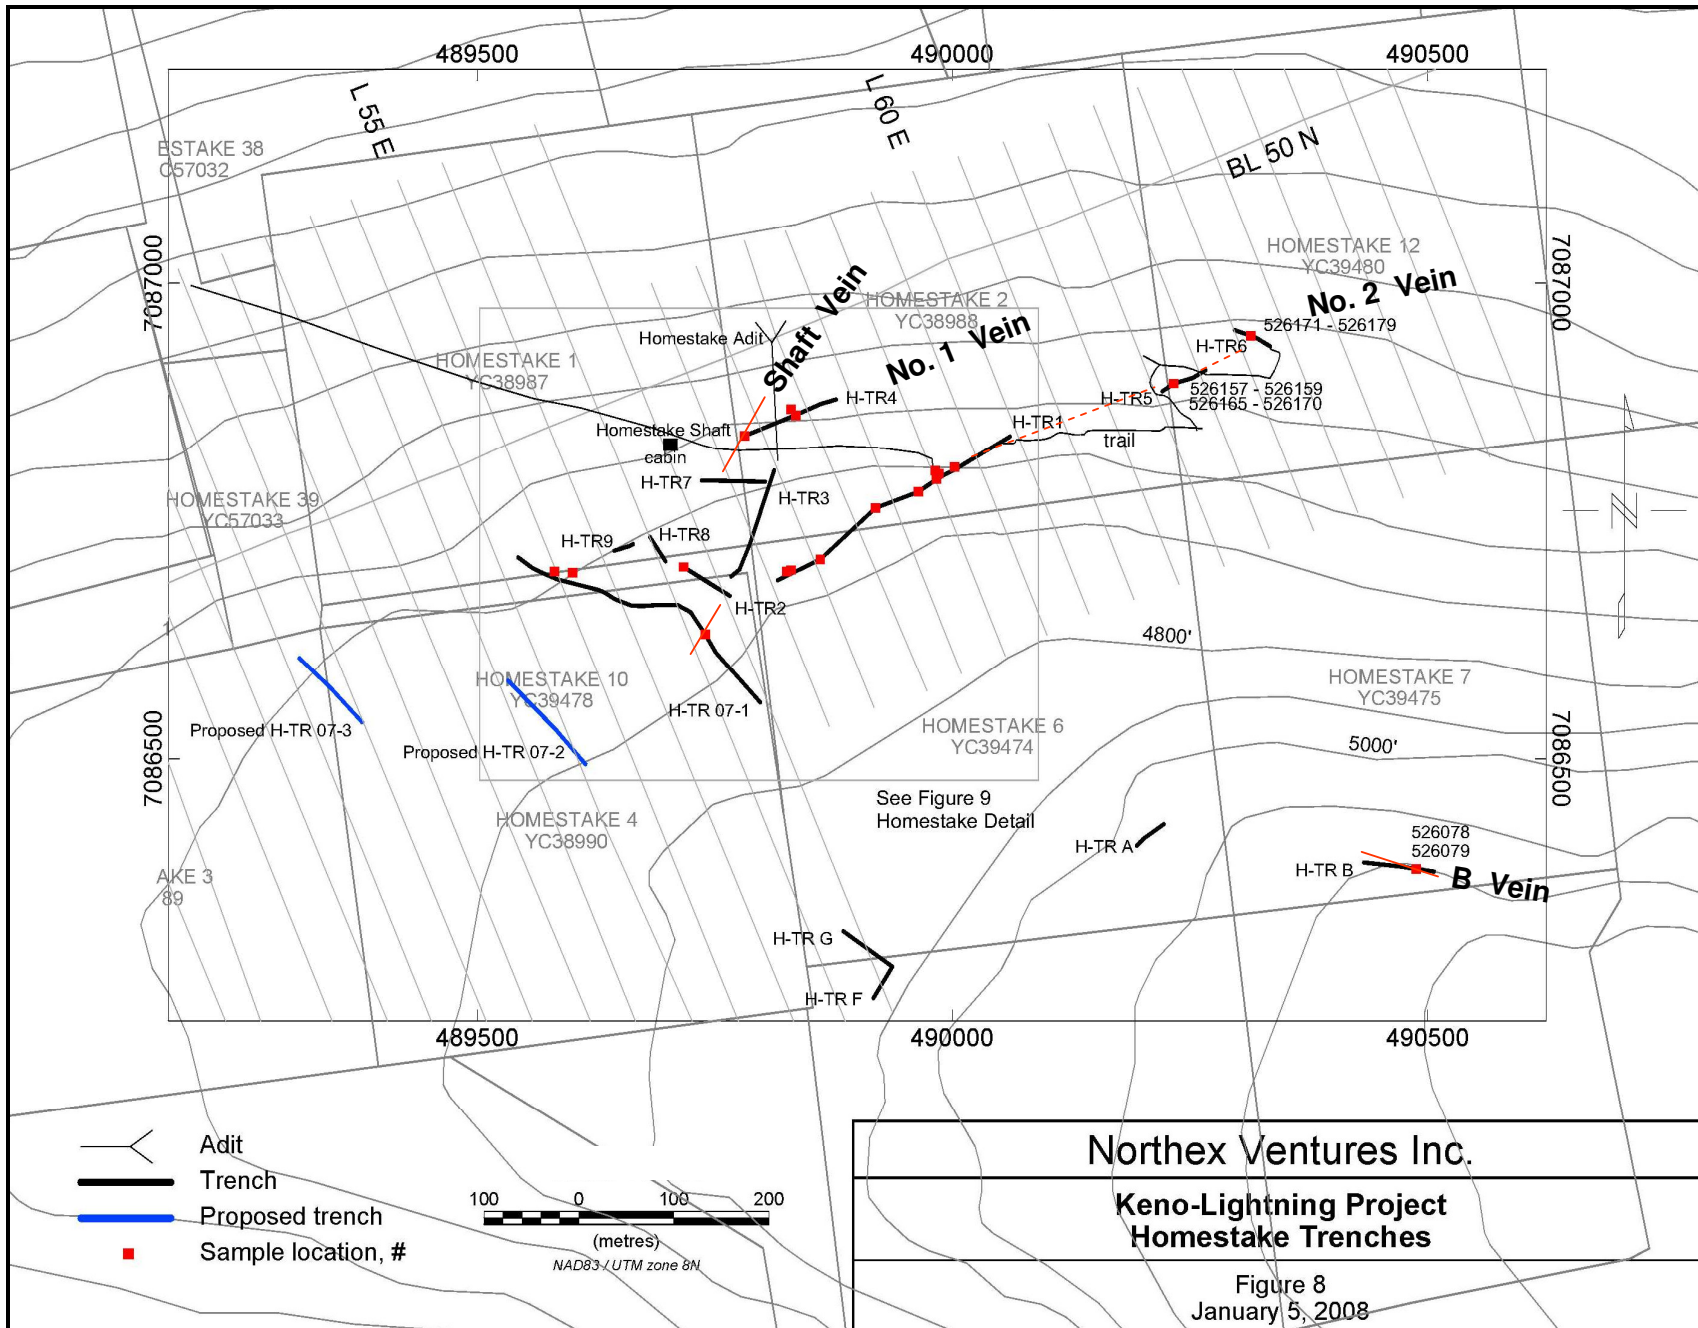 489500
490000
490500
L 55 E
L 60 E
BL 50 N
ESTAKE 38
C57032
7087000
7087000
HOMESTAKE 12
YC39480
No. 2 Vein
526171 - 526179
H-TR6
HOMESTAKE 2
YC38988
Shaft Vein
No. 1 Vein
Homestake Adit
HOMESTAKE 1
YC38987
H-TR4
H-TR5
526157 - 526159
526165 - 526170
H-TR1
trail
Homestake Shaft
cabin
H-TR7
H-TR3
HOMESTAKE 39
YC57033
H-TR9
H-TR8
H-TR2
N
1
4800'
HOMESTAKE 10
YC39478
H-TR 07-1
HOMESTAKE 7
YC39475
Proposed H-TR 07-3
Proposed H-TR 07-2
HOMESTAKE 6
YC39474
5000'
7086500
7086500
See Figure 9
Homestake Detail
HOMESTAKE 4
YC38990
H-TR A
526078
526079
H-TR B
B Vein
AKE 3
89
H-TR G
H-TR F
489500
490000
490500
Adit
Trench
Proposed trench
Sample location, #
100 0 100 200
(metres)
NAD83 / UTM zone 8N
Northex Ventures Inc.
Keno-Lightning Project
Homestake Trenches
Figure 8
January 5, 2008